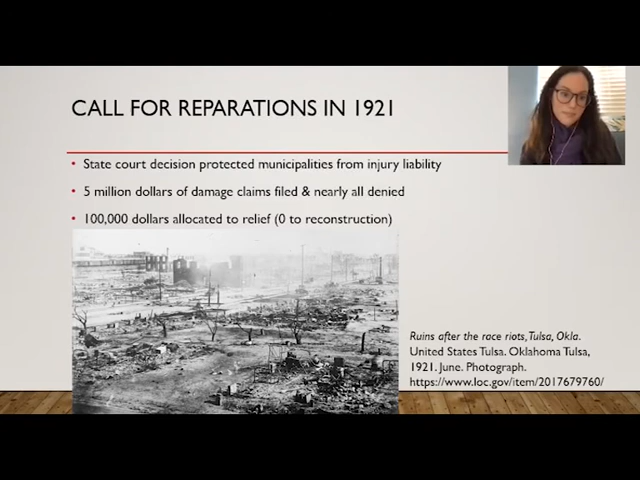 CALL FOR REPARATIONS IN 1921
• State court decision protected municipalities from injury liability
• 5 million dollars of damage claims filed & nearly all denied
• 100,000 dollars allocated to relief (0 to reconstruction)
Ruins after the race riots, Tulsa, Okla.
United States Tulsa. Oklahoma Tulsa,
1921. June. Photograph.
https://www.loc.gov/item/2017679760/